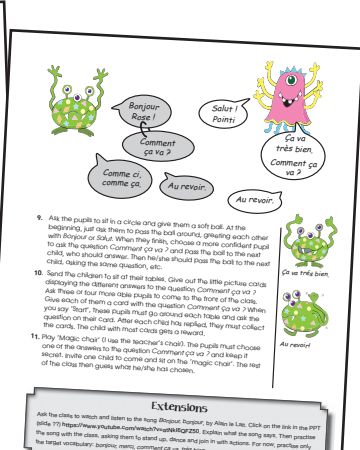 Bonjour
Rose !
Salut !
Pointi
Comment
ça va ?
Ça va
très bien.
Comment ça
va ?
Comme ci,
comme ça.
Au revoir.
Au revoir.
9. Ask the pupils to sit in a circle and give them a soft ball. At the
beginning, just ask them to pass the ball around, greeting each other
with Bonjour or Salut. When they finish, choose a more confident pupil
to ask the question Comment ça va ? and pass the ball to the next
child, who should answer. Then he/she should pass the ball to the next
child, asking the same question, etc.
10. Send the children to sit at their tables. Give out the little picture cards
displaying the different answers to the question Comment ça va ?
Ask three of four more able pupils to come to the front of the class.
Give each of them a card with the question Comment ça va ? When
you say "Start", these pupils must go around each table and ask the
question on their card. After each child has replied, they must collect
the cards. The child with most cards gets a reward.
11. Play "Magic chair" (I use the teacher's chair). The pupils must choose
one of the answers to the question Comment ça va ? and keep it
secret. Invite one child to come and sit on the "magic chair". The rest
of the class then guess what he/she has chosen.
Ça va très bien.
Au revoir!
Extensions
Ask the class to watch and listen to the song Bonjour, bonjour, by Alain le Lait. Click on the link in the PPT
(slide ??) https://www.youtube.com/watch?v=
Explain what the song says. Then practise
the song with the class, asking them to stand up, dance and join in with actions. For now, practise only
the target vocabulary: bonjour, merci, comment ça va, très bien